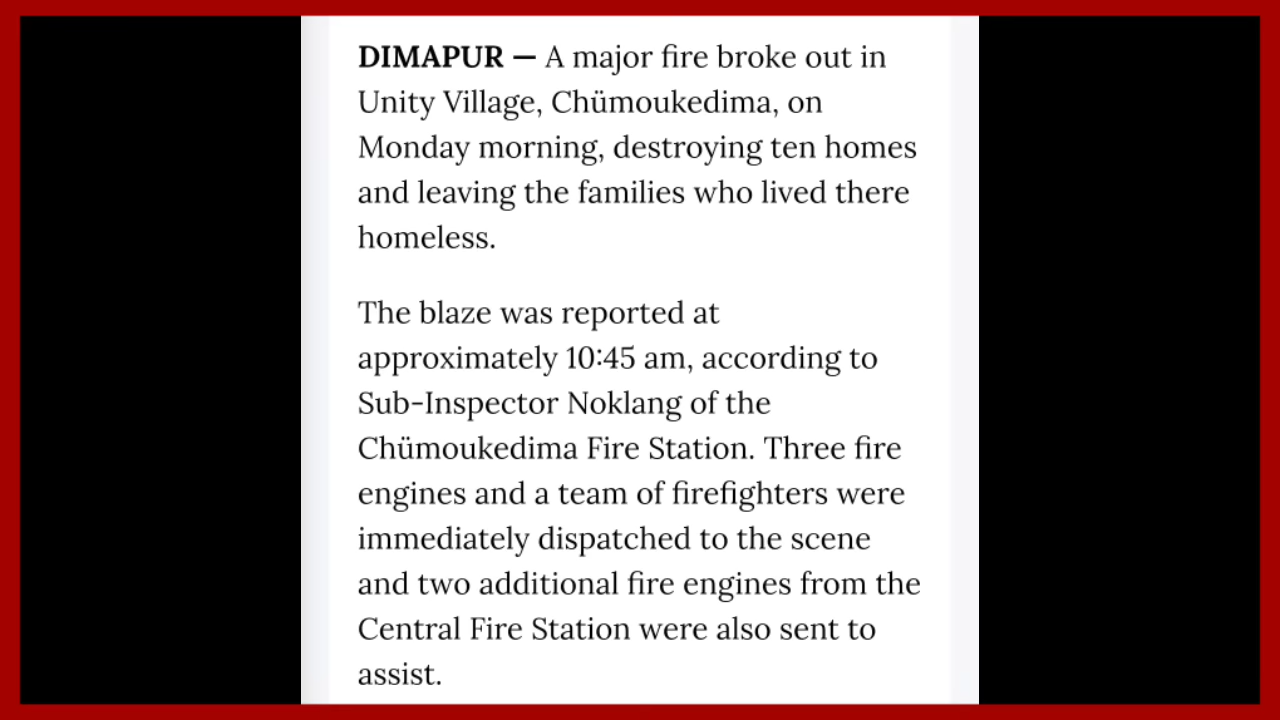 DIMAPUR — A major fire broke out in
Unity Village, Chümoukedima, on
Monday morning, destroying ten homes
and leaving the families who lived there
homeless.
The blaze was reported at
approximately 10:45 am, according to
Sub-Inspector Noklang of the
Chümoukedima Fire Station. Three fire
engines and a team of firefighters were
immediately dispatched to the scene
and two additional fire engines from the
Central Fire Station were also sent to
assist.